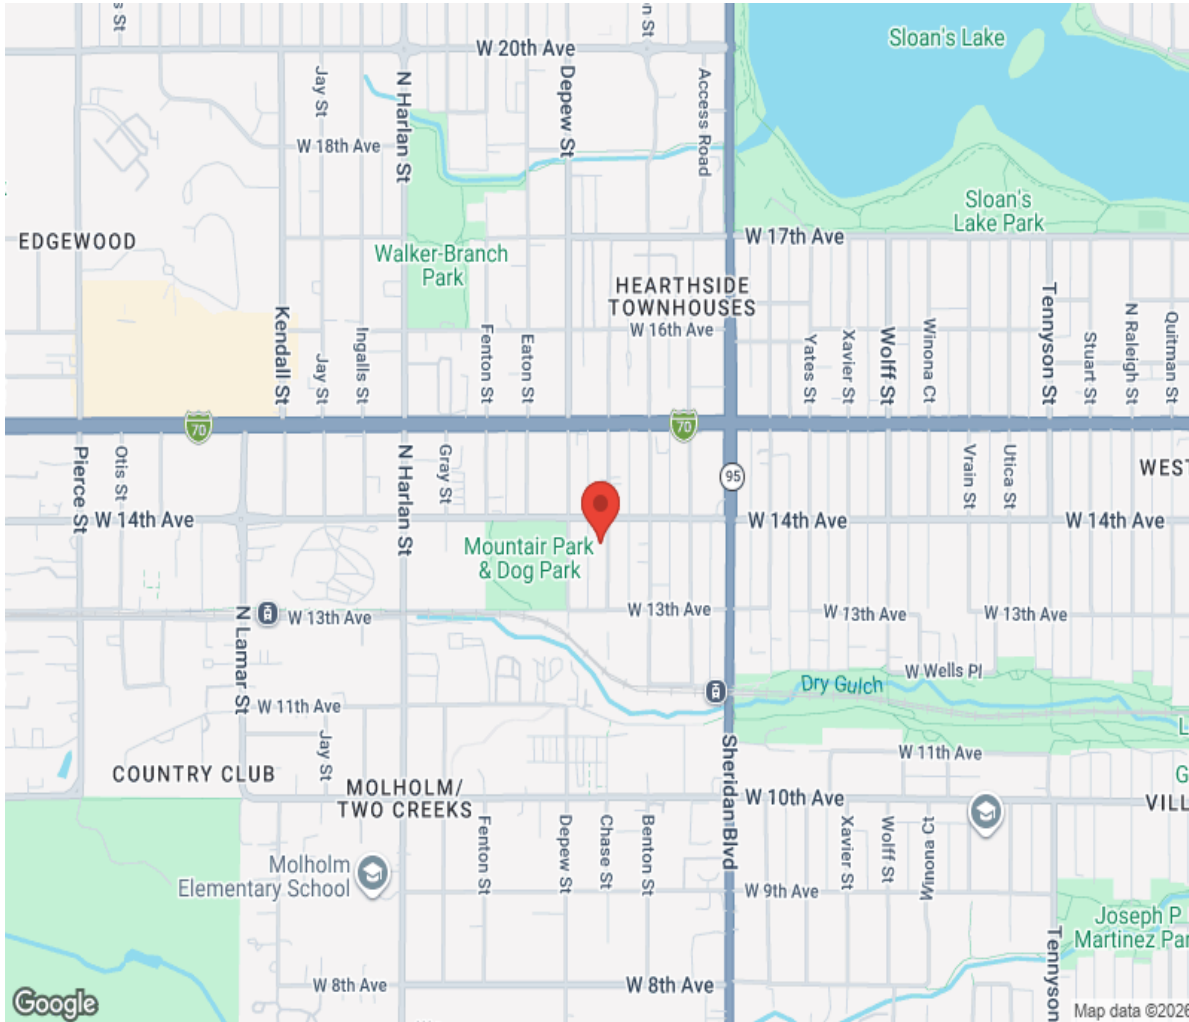 s St
n St
Sloan's Lake
W 20th Ave
Jay St
N Harlan St
Depew St
Access Road
W 18th Ave
Sloan's
Lake Park
EDGEWOOD
W 17th Ave
Walker-Branch
Park
HEARTHSIDE
TOWNHOUSES
W 16th Ave
Kendall St
Jay St
Ingalls St
Fenton St
Eaton St
Yates St
Xavier St
Wolff St
Winona Ct
Tennyson St
Stuart St
N Raleigh St
Quitman St
70
70
Pierce St
Otis St
N Harlan St
Gray St
95
Vrain St
Utica St
WEST
W 14th Ave
W 14th Ave
W 14th Ave
Mountair Park
& Dog Park
W 13th Ave
W 13th Ave
W 13th Ave
W 13th Ave
N Lamar St
W Wells Pl
Dry Gulch
W 11th Ave
L
Jay St
Sheridan Blvd
W 11th Ave
G
COUNTRY CLUB
MOLHOLM/
TWO CREEKS
W 10th Ave
VILL
Fenton St
Depew St
Chase St
Benton St
Xavier St
Wolff St
Winona Ct
Molholm
Elementary School
W 9th Ave
Joseph P
Martinez Par
Tennyson
W 8th Ave
W 8th Ave
Google
Map data ©2026